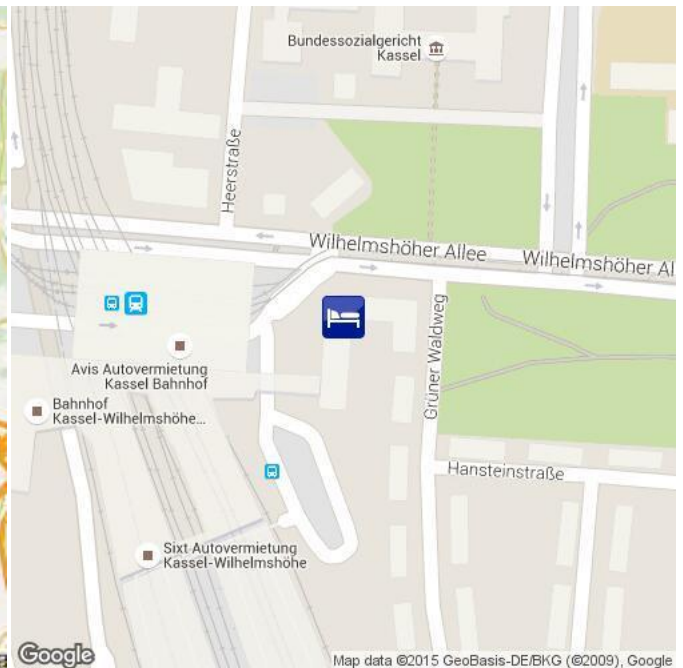 Bundessozialgericht
Kassel
Heerstraße
Wilhelmshöher Allee
Wilhelmshöher Al
Grüner Waldweg
Avis Autovermietung
Kassel Bahnhof
Bahnhof
Kassel-Wilhelmshöhe...
Hansteinstraße
Sixt Autovermietung
Kassel-Wilhelmshöhe
Google
Map data ©2015 GeoBasis-DE/BKG (©2009), Google